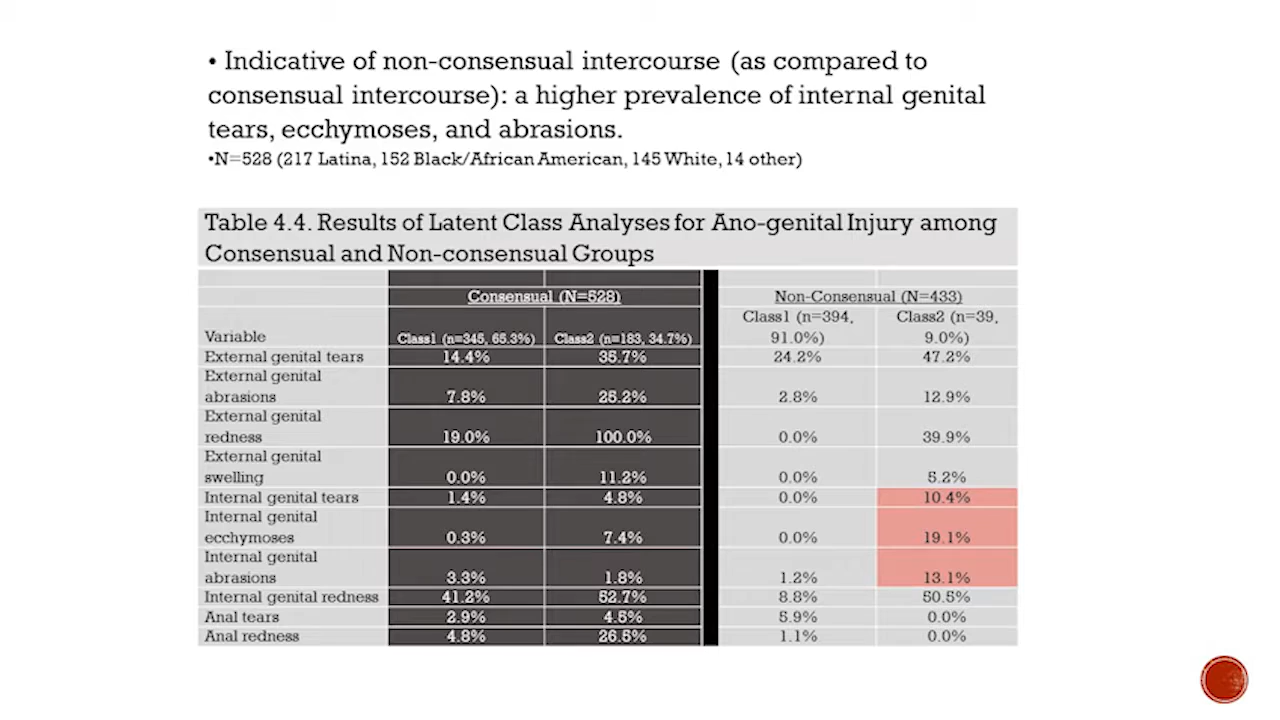 • Indicative of non-consensual intercourse (as compared to
consensual intercourse): a higher prevalence of internal genital
tears, ecchymoses, and abrasions.
•N=528 (217 Latina, 152 Black/African American, 145 White, 14 other)
Table 4.4. Results of Latent Class Analyses for Ano-genital Injury among
Consensual and Non-consensual Groups
Consensual (N=528) Non-Consensual (N=433)
Variable Class1 (n=345, 65.3%) Class2 (n=183, 34.7%) Class1 (n=394, 91.0%) Class2 (n=39, 9.0%)
External genital tears 14.4% 35.7% 24.2% 47.2%
External genital
abrasions 7.8% 25.2% 2.8% 12.9%
External genital
redness 19.0% 100.0% 0.0% 39.9%
External genital
swelling 0.0% 11.2% 0.0% 5.2%
Internal genital tears 1.4% 4.8% 0.0% 10.4%
Internal genital
ecchymoses 0.3% 7.4% 0.0% 19.1%
Internal genital
abrasions 3.3% 1.8% 1.2% 13.1%
Internal genital redness 41.2% 52.7% 8.8% 50.5%
Anal tears 2.9% 4.5% 5.9% 0.0%
Anal redness 4.8% 26.5% 1.1% 0.0%